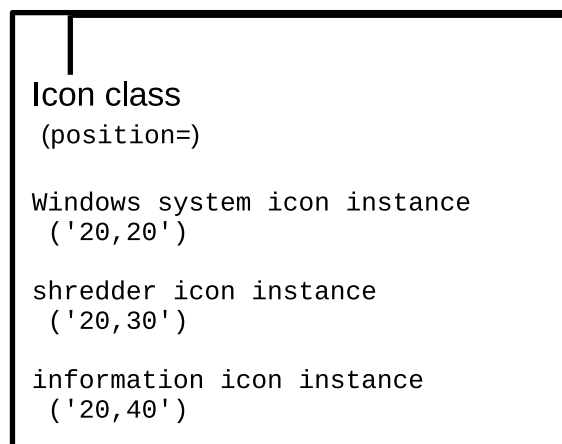 Icon class
(position=)
Windows system icon instance
('20,20')
shredder icon instance
('20,30')
information icon instance
('20,40')